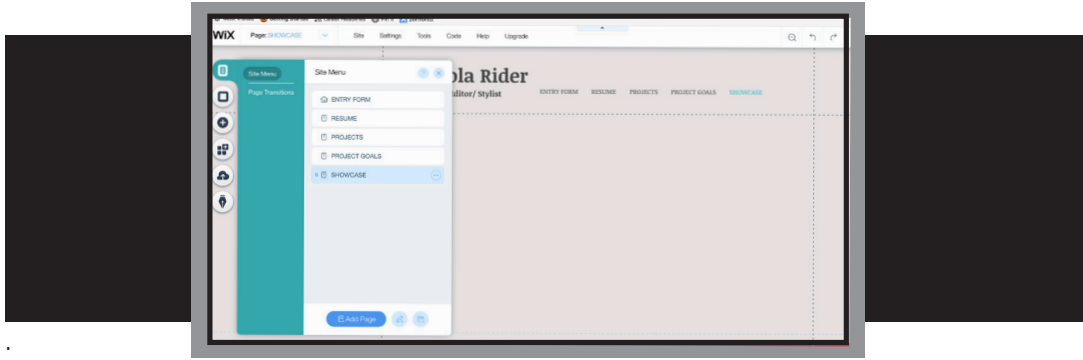 WiX Page: SHOWCASE Site Settings Tools Code Help Upgrade
Site Menu
Page Transitions
Site Menu
ENTRY FORM
RESUME
PROJECTS
PROJECT GOALS
SHOWCASE
Add Page
ola Rider
ditor/ Stylist
ENTRY FORM RESUME PROJECTS PROJECT GOALS SHOWCASE
.